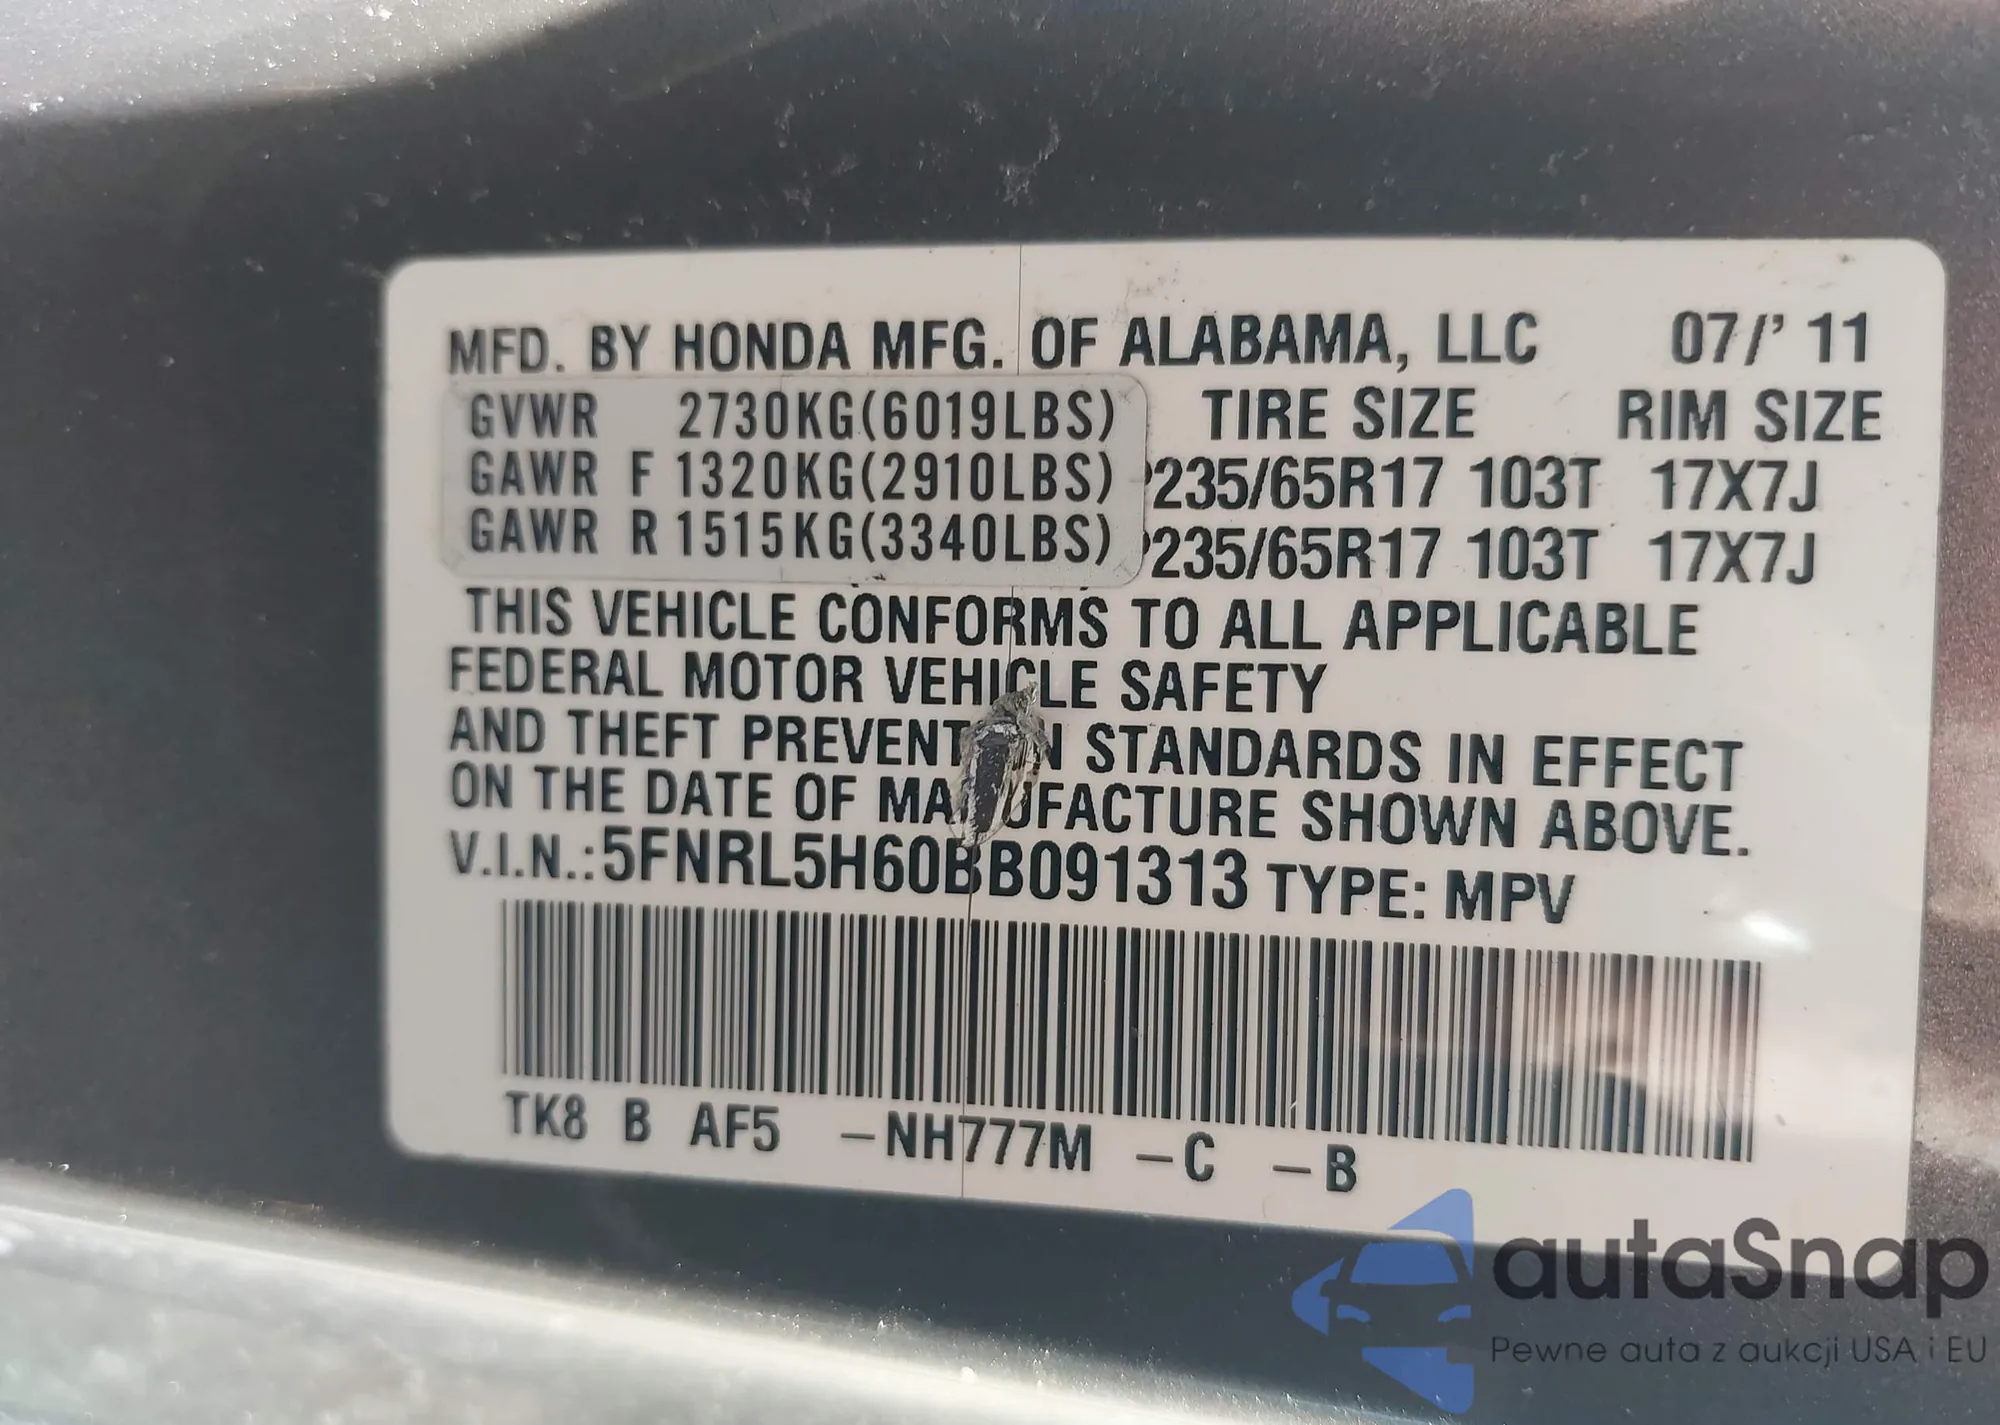 MFD. BY HONDA MFG. OF ALABAMA, LLC 07/' 11
GVWR 2730KG(6019LBS) TIRE SIZE RIM SIZE
GAWR F 1320KG(2910LBS) P235/65R17 103T 17X7J
GAWR R 1515KG(3340LBS) P235/65R17 103T 17X7J
THIS VEHICLE CONFORMS TO ALL APPLICABLE
FEDERAL MOTOR VEHICLE SAFETY
AND THEFT PREVENTION STANDARDS IN EFFECT
ON THE DATE OF MANUFACTURE SHOWN ABOVE.
V.I.N.:5FNRL5H60BB091313 TYPE: MPV
TK8 B AF5 -NH777M -C -B
autaSnap
Pewne auta z aukcji USA i EU